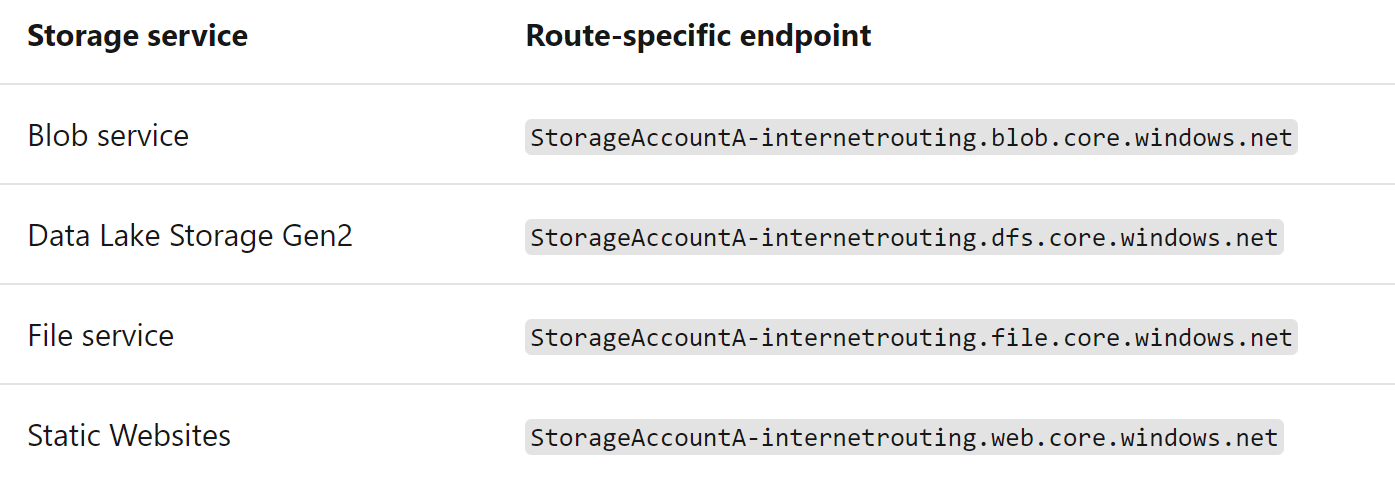 Storage service Route-specific endpoint
Blob service StorageAccountA-internetrouting.blob.core.windows.net
Data Lake Storage Gen2 StorageAccountA-internetrouting.dfs.core.windows.net
File service StorageAccountA-internetrouting.file.core.windows.net
Static Websites StorageAccountA-internetrouting.web.core.windows.net